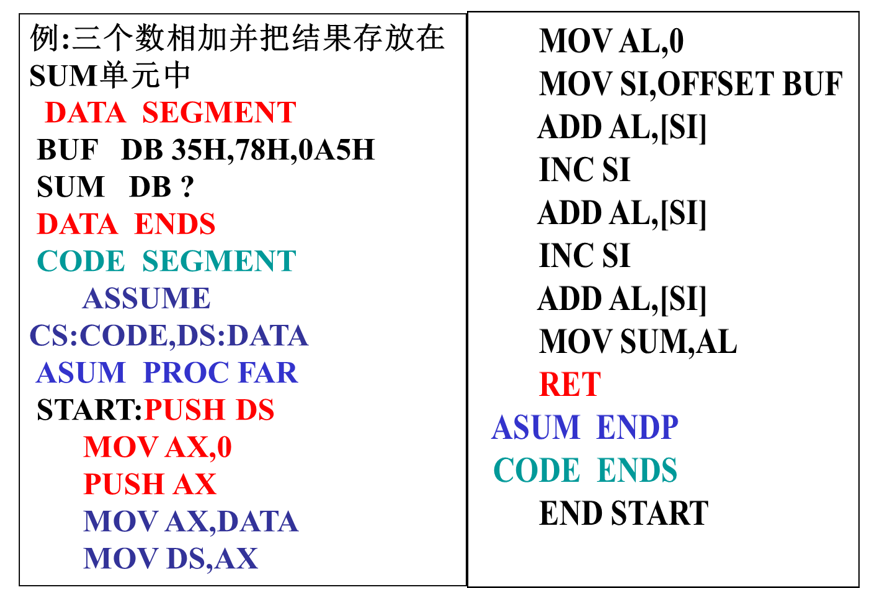 例:三个数相加并把结果存放在
SUM单元中
DATA SEGMENT
BUF DB 35H,78H,0A5H
SUM DB ?
DATA ENDS
CODE SEGMENT
ASSUME
CS:CODE,DS:DATA
ASUM PROC FAR
START:PUSH DS
MOV AX,0
PUSH AX
MOV AX,DATA
MOV DS,AX
MOV AL,0
MOV SI,OFFSET BUF
ADD AL,[SI]
INC SI
ADD AL,[SI]
INC SI
ADD AL,[SI]
MOV SUM,AL
RET
ASUM ENDP
CODE ENDS
END START